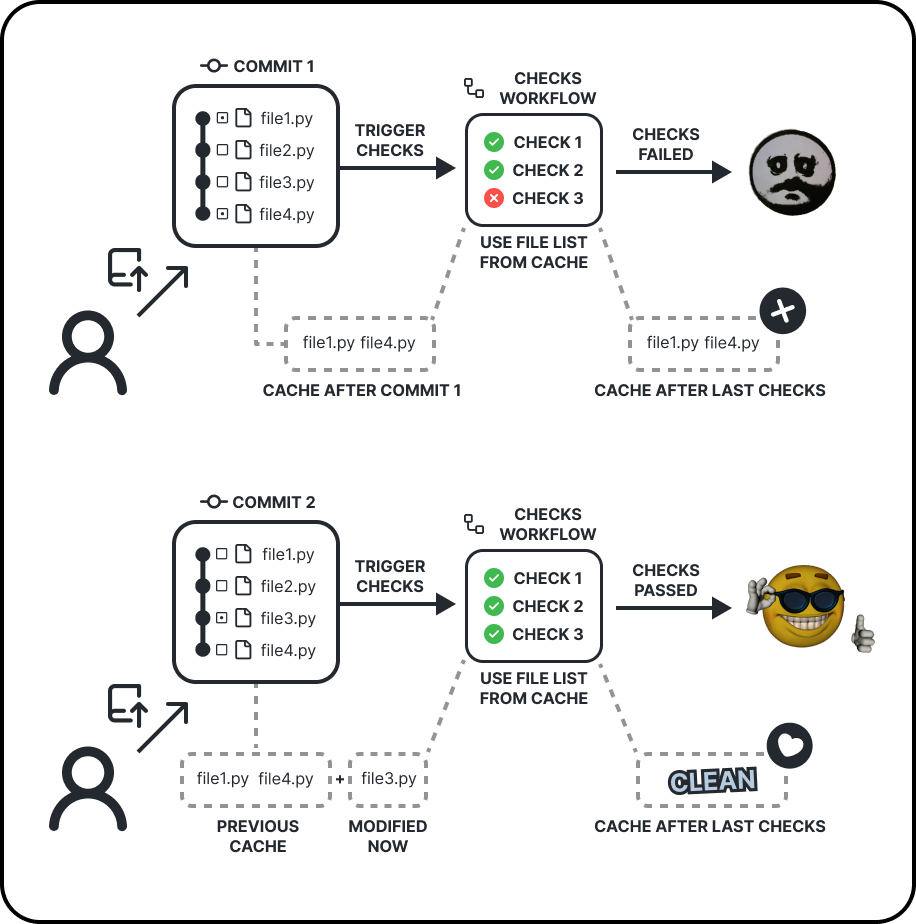 COMMIT 1
file1.py
file2.py
file3.py
file4.py
TRIGGER
CHECKS
CHECKS
WORKFLOW
CHECK 1
CHECK 2
CHECK 3
USE FILE LIST
FROM CACHE
CHECKS
FAILED
file1.py file4.py
CACHE AFTER COMMIT 1
file1.py file4.py
CACHE AFTER LAST CHECKS
COMMIT 2
file1.py
file2.py
file3.py
file4.py
TRIGGER
CHECKS
CHECKS
WORKFLOW
CHECK 1
CHECK 2
CHECK 3
USE FILE LIST
FROM CACHE
CHECKS
PASSED
file1.py file4.py + file3.py
PREVIOUS
CACHE
MODIFIED
NOW
CLEAN
CACHE AFTER LAST CHECKS